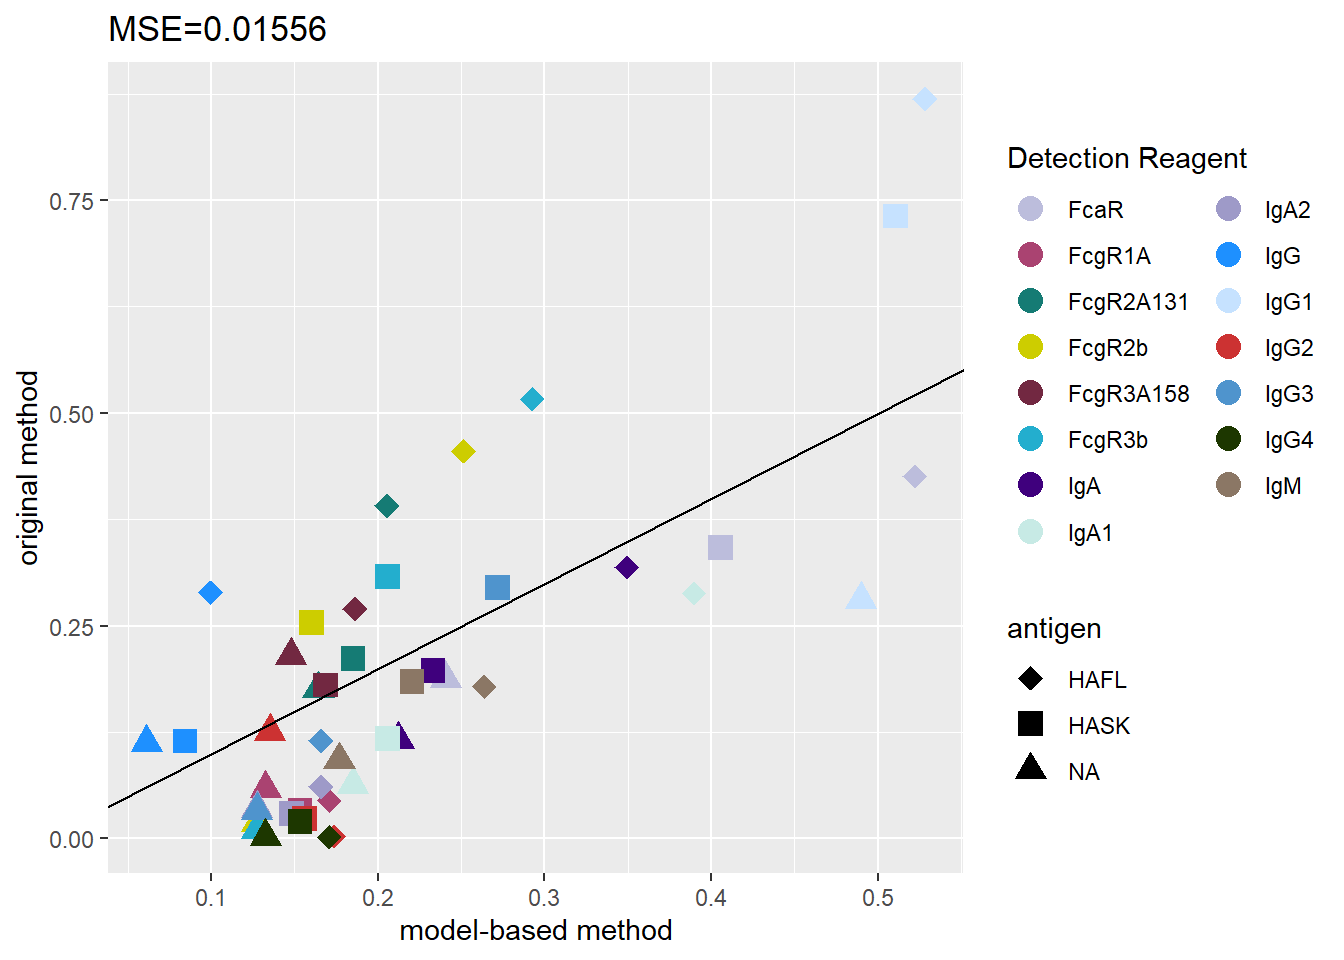 MSE=0.01556
original method
0.75
0.50
0.25
0.00
0.1
0.2
0.3
0.4
0.5
model-based method
Detection Reagent
FcaR
FcgR1A
FcgR2A131
FcgR2b
FcgR3A158
FcgR3b
IgA
IgA1
IgA2
IgG
IgG1
IgG2
IgG3
IgG4
IgM
antigen
HAFL
HASK
NA